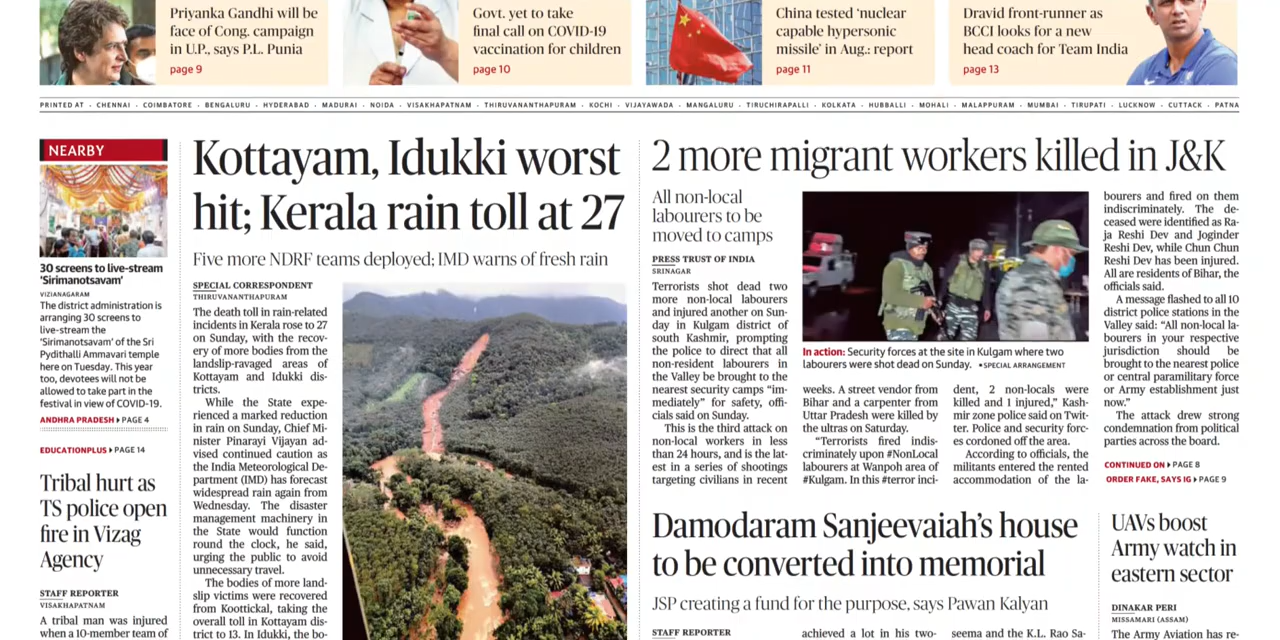 Priyanka Gandhi will be
face of Cong. campaign
in U.P., says P.L. Punia
page 9
Govt. yet to take
final call on COVID-19
vaccination for children
page 10
China tested ‘nuclear
capable hypersonic
missile’ in Aug.: report
page 11
Dravid front-runner as
BCCI looks for a new
head coach for Team India
page 13
PRINTED AT • CHENNAI • COIMBATORE • BENGALURU • HYDERABAD • MADURAI • NOIDA • VISAKHAPATNAM • THIRUVANANTHAPURAM • KOCHI • VIJAYAWADA • MANGALURU • TIRUCHIRAPALLI • KOLKATA • HUBBALLI • MOHALI • MALAPPURAM • MUMBAI • TIRUPATI • LUCKNOW • CUTTACK • PATNA
NEARBY
30 screens to live-stream
‘Sirimanotsavam’
VIZIANAGARAM
The district administration is
arranging 30 screens to
live-stream the
‘Sirimanotsavam’ of the Sri
Pydithalli Ammavari temple
here on Tuesday. This year
too, devotees will not be
allowed to take part in the
festival in view of COVID-19.
ANDHRA PRADESH PAGE 4
EDUCATIONPLUS PAGE 14
Tribal hurt as
TS police open
fire in Vizag
Agency
STAFF REPORTER
VISAKHAPATNAM
A tribal man was injured
when a 10-member team of
Kottayam, Idukki worst
hit; Kerala rain toll at 27
Five more NDRF teams deployed; IMD warns of fresh rain
SPECIAL CORRESPONDENT
THIRUVANANTHAPURAM
The death toll in rain-related
incidents in Kerala rose to 27
on Sunday, with the recov-
ery of more bodies from the
landslip-ravaged areas of
Kottayam and Idukki dis-
tricts.
While the State expe-
rienced a marked reduction
in rain on Sunday, Chief Mi-
nister Pinarayi Vijayan ad-
vised continued caution as
the India Meteorological De-
partment (IMD) has forecast
widespread rain again from
Wednesday. The disaster
management machinery in
the State would function
round the clock, he said,
urging the public to avoid
unnecessary travel.
The bodies of more land-
slip victims were recovered
from Koottickal, taking the
overall toll in Kottayam dis-
trict to 13. In Idukki, the bo-
2 more migrant workers killed in J&K
All non-local
labourers to be
moved to camps
PRESS TRUST OF INDIA
SRINAGAR
Terrorists shot dead two
more non-local labourers
and injured another on Sun-
day in Kulgam district of
south Kashmir, prompting
the police to direct that all
non-resident labourers in
the Valley be brought to the
nearest security camps “im-
mediately” for safety, offi-
cials said on Sunday.
This is the third attack on
non-local workers in less
than 24 hours, and is the lat-
est in a series of shootings
targeting civilians in recent
In action: Security forces at the site in Kulgam where two
labourers were shot dead on Sunday. •SPECIAL ARRANGEMENT
weeks. A street vendor from
Bihar and a carpenter from
Uttar Pradesh were killed by
the ultras on Saturday.
“Terrorists fired indis-
criminately upon #NonLocal
labourers at Wanpoh area of
#Kulgam. In this #terror inci-
dent, 2 non-locals were
killed and 1 injured,” Kash-
mir zone police said on Twit-
ter. Police and security forc-
es cordoned off the area.
According to officials, the
militants entered the rented
accommodation of the la-
bourers and fired on them
indiscriminately. The de-
ceased were identified as Ra-
ja Reshi Dev and Joginder
Reshi Dev, while Chun Chun
Reshi Dev has been injured.
All are residents of Bihar, the
officials said.
A message flashed to all 10
district police stations in the
Valley said: “All non-local la-
bourers in your respective
jurisdiction should be
brought to the nearest police
or central paramilitary force
or Army establishment just
now.”
The attack drew strong
condemnation from political
parties across the board.
CONTINUED ON PAGE 8
ORDER FAKE, SAYS IG PAGE 9
Damodaram Sanjeevaiah’s house
to be converted into memorial
JSP creating a fund for the purpose, says Pawan Kalyan
STAFF REPORTER
achieved a lot in his two-
seema and the K.L. Rao Sa-
UAVs boost
Army watch in
eastern sector
DINAKAR PERI
MISSAMARI (ASSAM)
The Army Aviation has re-